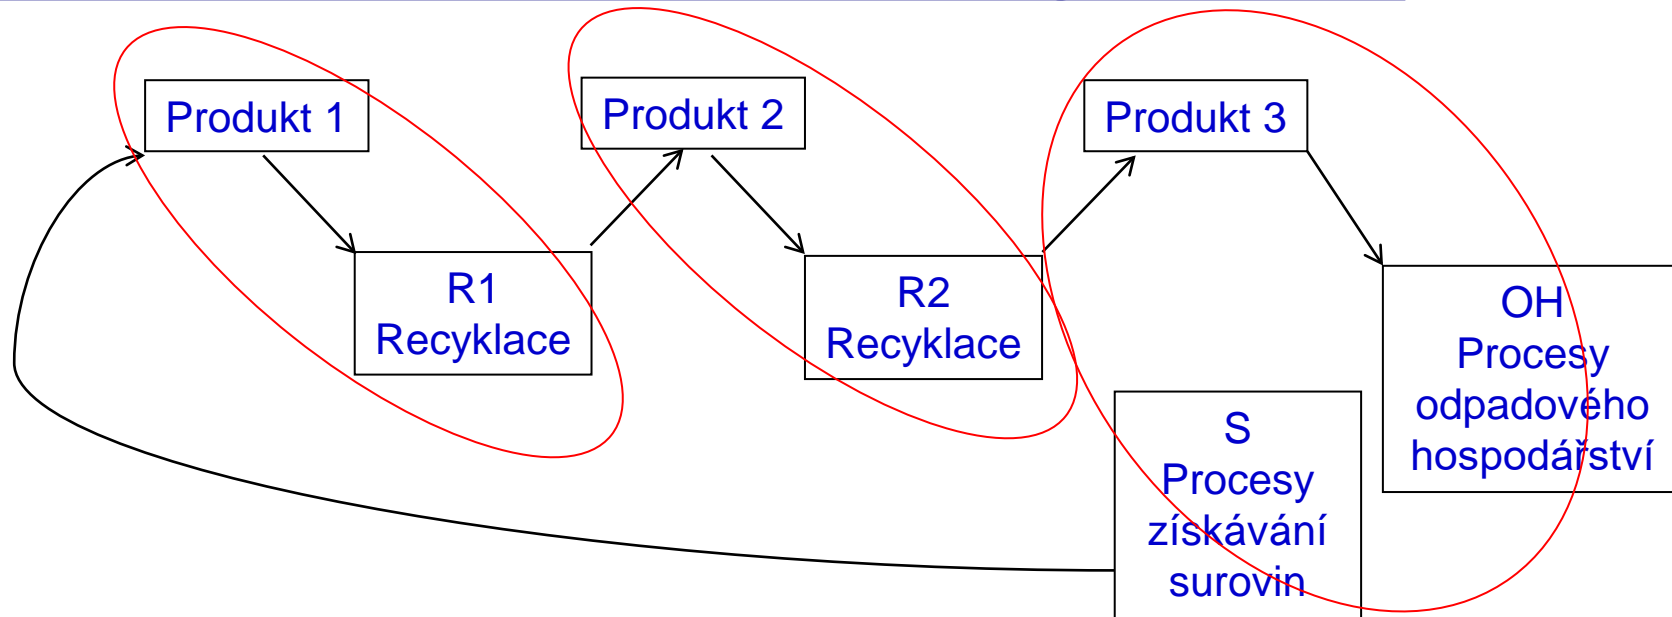 Produkt 1
Produkt 2
Produkt 3
R1
Recyklace
R2
Recyklace
OH
Procesy
odpadového
hospodářství
S
Procesy
získávání
surovin